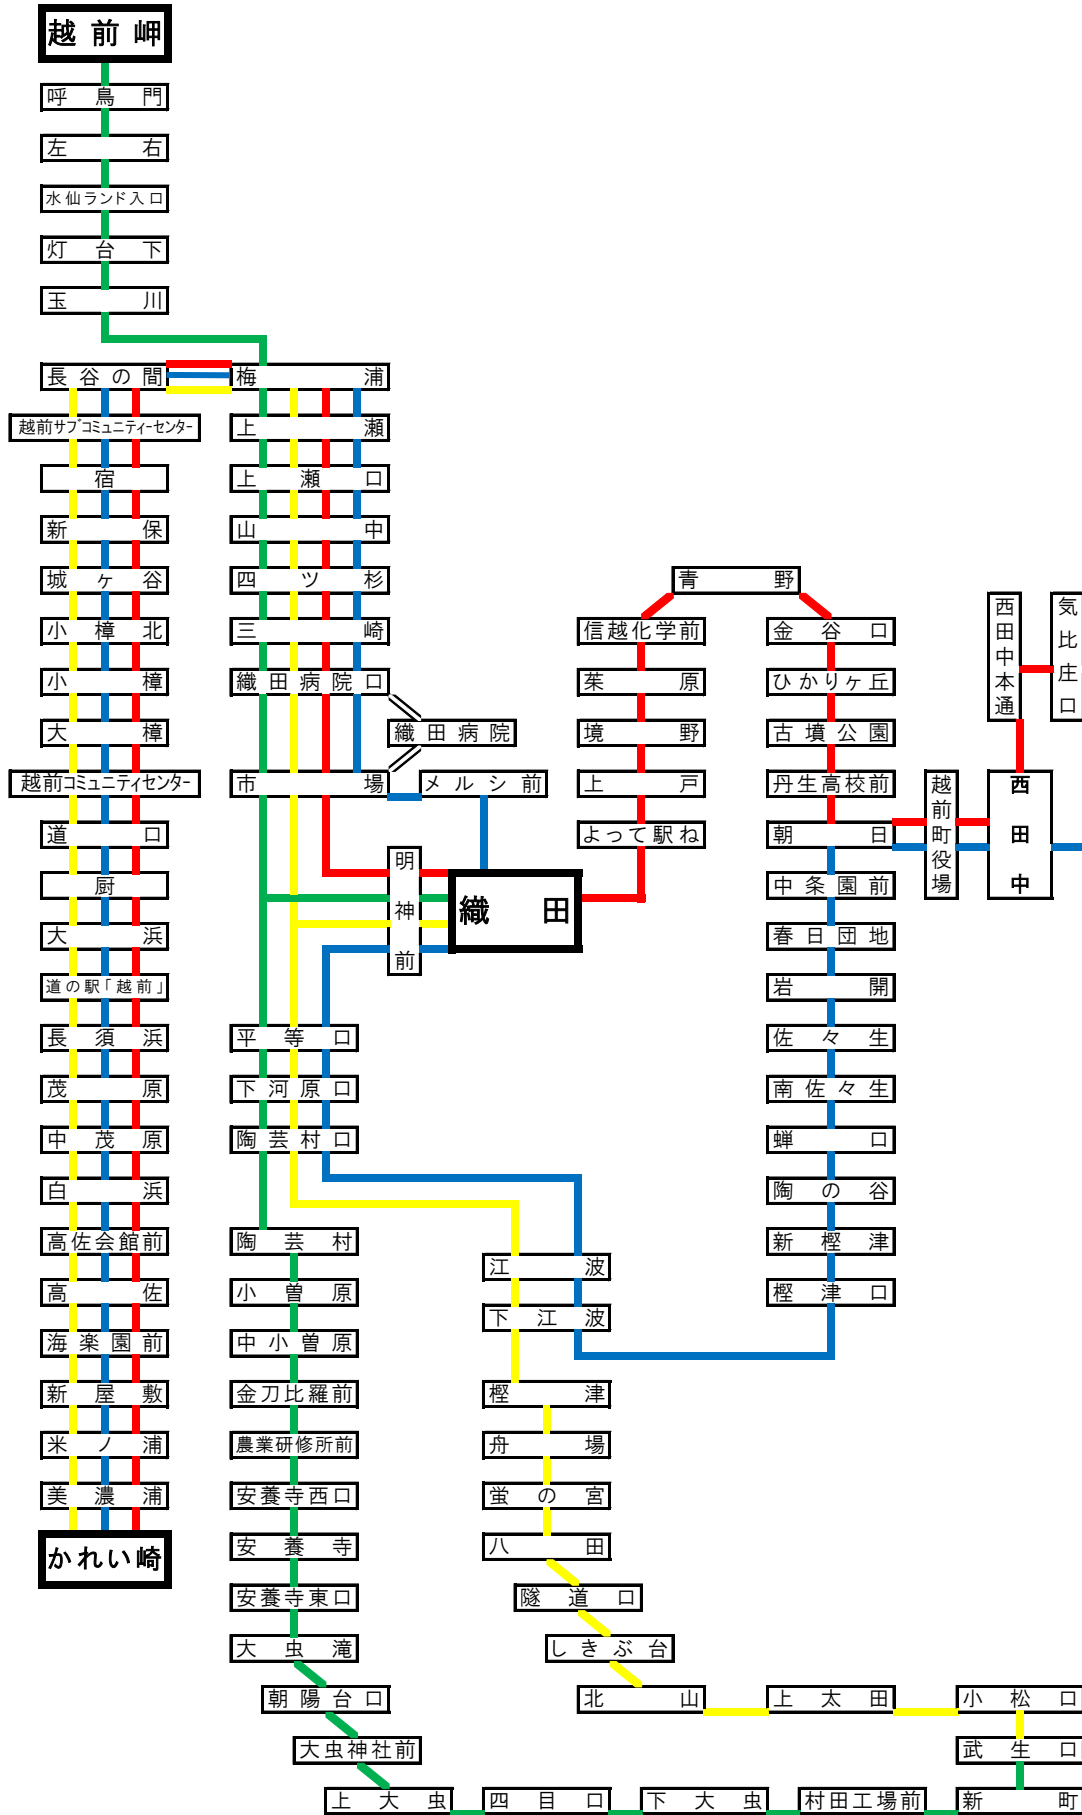 越前岬
呼鳥門
左右
水仙ランド入口
灯台下
玉川
長谷の間
越前サブコミュニティーセンター
宿
新保
城ヶ谷
小樟北
小樟
大樟
越前コミュニティセンター
道口
厨
大浜
道の駅「越前」
長須浜
茂原
中茂原
白浜
高佐会館前
高佐
海楽園前
新屋敷
米ノ浦
美濃浦
かれい崎
梅浦
上瀬
上瀬口
山中
四ツ杉
三崎
織田病院口
織田病院
市場
メルシ前
明神前
織田
平等口
下河原口
陶芸村口
陶芸村
小曽原
中小曽原
金刀比羅前
農業研修所前
安養寺西口
安養寺
安養寺東口
大虫滝
朝陽台口
大虫神社前
上大虫
四目口
下大虫
村田工場前
新町
武生口
小松口
上太田
北山
しきぶ台
隧道口
八田
蛍の宮
舟場
樫津
下江波
江波
青野
信越化学前
茱原
境野
上戸
よって駅ね
金谷口
ひかりヶ丘
古墳公園
丹生高校前
朝日
中条園前
春日団地
岩開
佐々生
南佐々生
蝉口
陶の谷
新樫津
樫津口
越前町役場
西田中
西田中本通
気比庄口